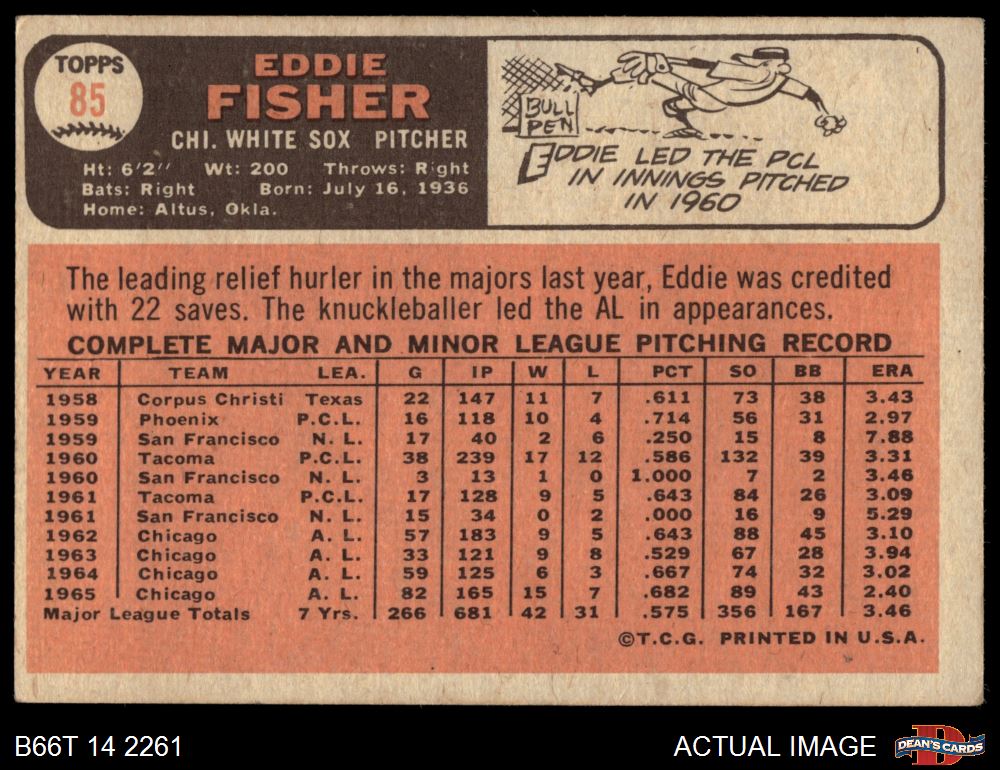 TOPPS
85
EDDIE
FISHER
CHI. WHITE SOX PITCHER
Ht: 6'2" Wt: 200 Throws: Right
Bats: Right Born: July 16, 1936
Home: Altus, Okla.
BULL
PEN
EDDIE LED THE PCL
IN INNINGS PITCHED
IN 1960
The leading relief hurler in the majors last year, Eddie was credited
with 22 saves. The knuckleballer led the AL in appearances.
COMPLETE MAJOR AND MINOR LEAGUE PITCHING RECORD
YEAR TEAM LEA. G IP W L PCT SO BB ERA
1958 Corpus Christi Texas 22 147 11 7 .611 73 38 3.43
1959 Phoenix P.C.L. 16 118 10 4 .714 56 31 2.97
1959 San Francisco N. L. 17 40 2 6 .250 15 8 7.88
1960 Tacoma P.C.L. 38 239 17 12 .586 132 39 3.31
1960 San Francisco N. L. 3 13 1 0 1.000 7 2 3.46
1961 Tacoma P.C.L. 17 128 9 5 .643 84 26 3.09
1961 San Francisco N. L. 15 34 0 2 .000 16 9 5.29
1962 Chicago A. L. 57 183 9 5 .643 88 45 3.10
1963 Chicago A. L. 33 121 9 8 .529 67 28 3.94
1964 Chicago A. L. 59 125 6 3 .667 74 32 3.02
1965 Chicago A. L. 82 165 15 7 .682 89 43 2.40
Major League Totals 7 Yrs. 266 681 42 31 .575 356 167 3.46
©T.C.G. PRINTED IN U.S.A.
B66T 14 2261
ACTUAL IMAGE
D
DEAN'S CARDS